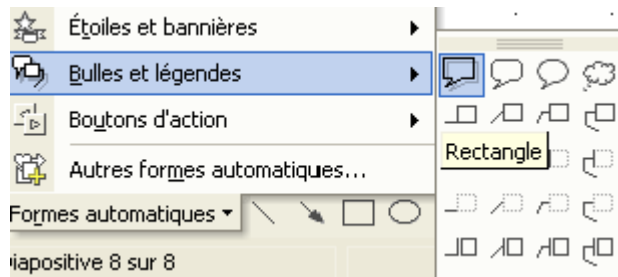 Étoiles et bannières
Bulles et légendes
Boutons d'action
Rectangle
Autres formes automatiques...
Formes automatiques
iapositive 8 sur 8